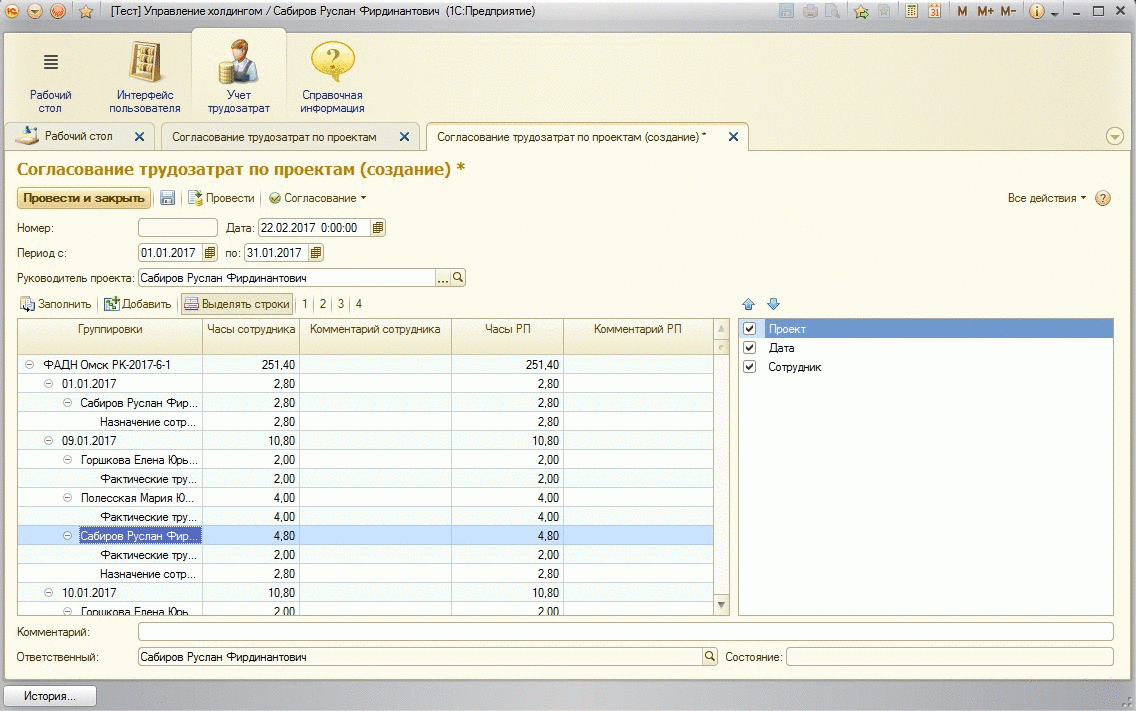 [Тест] Управление холдингом / Сабиров Руслан Фирдинантович (1С:Предприятие)
M M+ M-
Рабочий стол
Интерфейс пользователя
Учет трудозатрат
Справочная информация
Рабочий стол
Согласование трудозатрат по проектам
Согласование трудозатрат по проектам (создание) *
Согласование трудозатрат по проектам (создание) *
Провести и закрыть Провести Согласование Все действия
Номер: Дата: 22.02.2017 0:00:00
Период с: 01.01.2017 по: 31.01.2017
Руководитель проекта: Сабиров Руслан Фирдинантович ...
Заполнить Добавить Выделять строки 1 2 3 4
Группировки Часы сотрудника Комментарий сотрудника Часы РП Комментарий РП
ФАДН Омск РК-2017-6-1 251,40 251,40
01.01.2017 2,80 2,80
Сабиров Руслан Фир... 2,80 2,80
Назначение сотр... 2,80 2,80
09.01.2017 10,80 10,80
Горшкова Елена Юрь... 2,00 2,00
Фактические тру... 2,00 2,00
Полесская Мария Ю... 4,00 4,00
Фактические тру... 4,00 4,00
Сабиров Руслан Фир... 4,80 4,80
Фактические тру... 2,00 2,00
Назначение сотр... 2,80 2,80
10.01.2017 10,80 10,80
Горшкова Елена Юрь... 2,00 2,00
Проект
Дата
Сотрудник
Комментарий:
Ответственный: Сабиров Руслан Фирдинантович Состояние:
История...